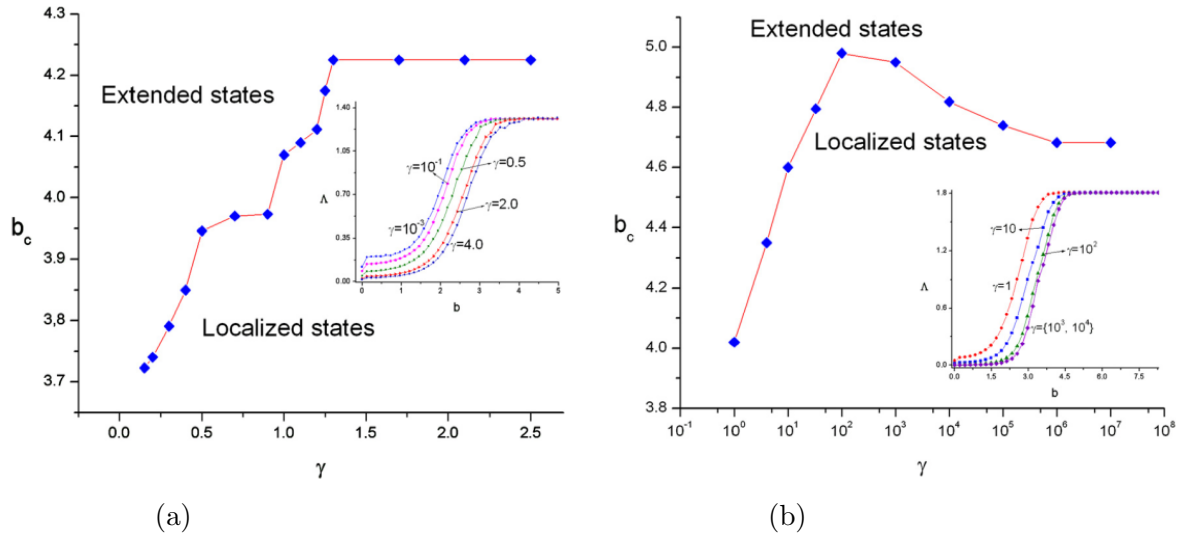 4.3
4.2
4.1
4.0
3.9
3,8
3.7
b_c
0.0 0.5 1.0 1.5 2.0 2.5
γ
Extended states
Localized states
1.40
1.05
0.70
0.35
0.00
Λ
0 1 2 3 4 5
b
γ=10^-1
γ=0.5
γ=10^-3
γ=2.0
γ=4.0
(a)
5.0
4.8
4.6
4.4
4.2
4.0
3.8
b_c
10^-1 10^0 10^1 10^2 10^3 10^4 10^5 10^6 10^7 10^8
γ
Extended states
Localized states
1.8
1.2
0.6
0.0
Λ
0.0 1.5 3.0 4.5 6.0 7.5
b
γ=10
γ=10^2
γ=1
γ={10^3, 10^4}
(b)